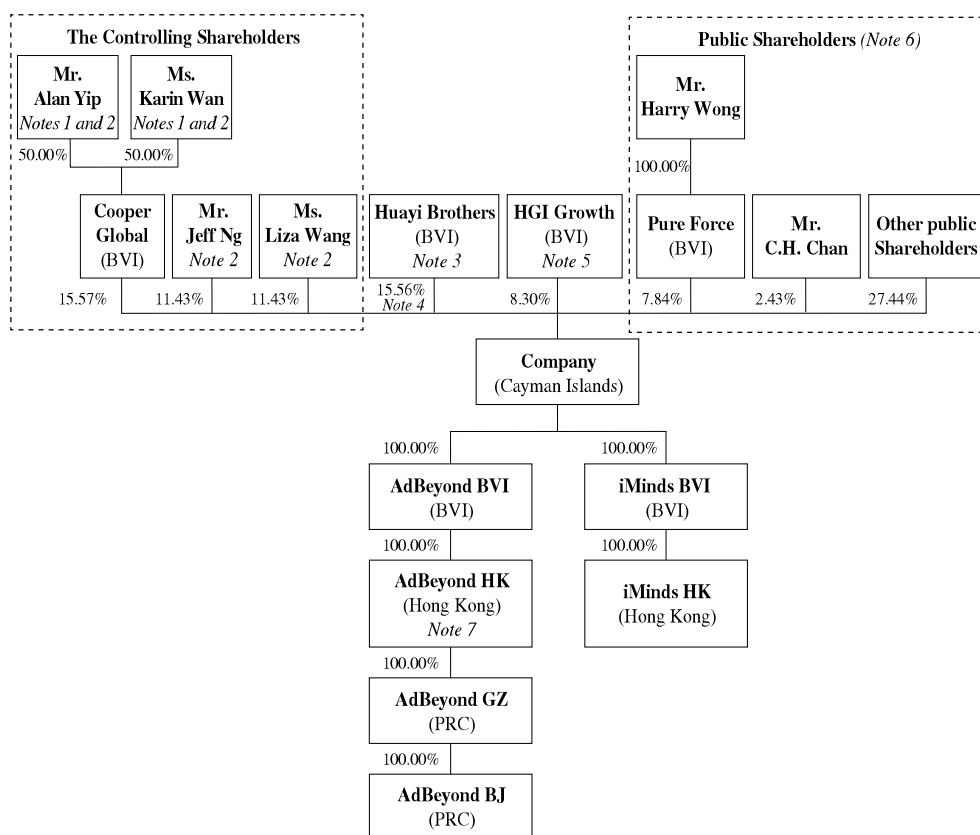 The Controlling Shareholders
Public Shareholders (Note 6)
Mr.
Alan Yip
Notes 1 and 2
Ms.
Karin Wan
Notes 1 and 2
Mr.
Harry Wong
50.00%
50.00%
100.00%
Cooper
Global
(BVI)
Mr.
Jeff Ng
Note 2
Ms.
Liza Wang
Note 2
Huayi Brothers
(BVI)
Note 3
HGI Growth
(BVI)
Note 5
Pure Force
(BVI)
Mr.
C.H. Chan
Other public
Shareholders
15.57%
11.43%
11.43%
15.56%
Note 4
8.30%
7.84%
2.43%
27.44%
Company
(Cayman Islands)
100.00%
100.00%
AdBeyond BVI
(BVI)
iMinds BVI
(BVI)
100.00%
100.00%
AdBeyond HK
(Hong Kong)
Note 7
iMinds HK
(Hong Kong)
100.00%
AdBeyond GZ
(PRC)
100.00%
AdBeyond BJ
(PRC)